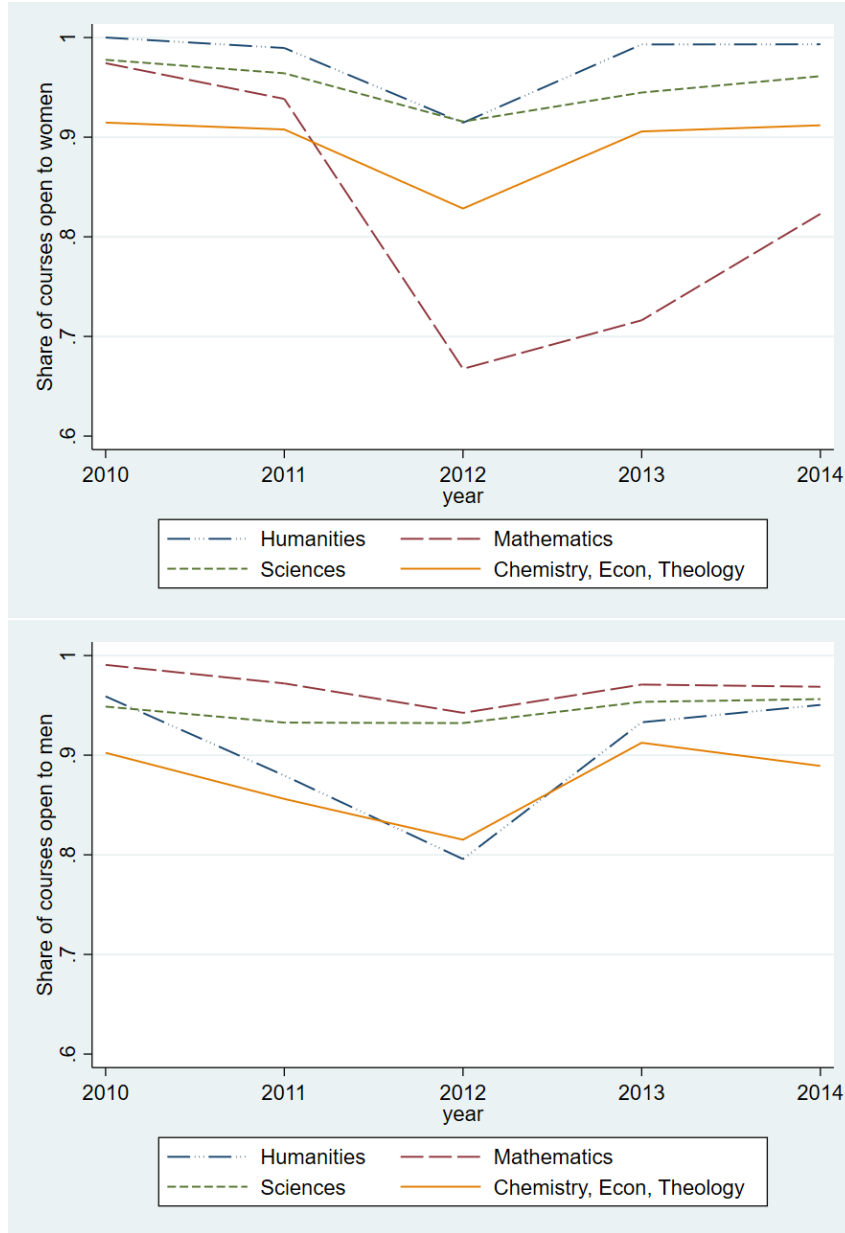 Share of courses open to women
1
.9
.8
.7
.6
2010 2011 2012 2013 2014
year
Humanities Mathematics
Sciences Chemistry, Econ, Theology
Share of courses open to men
1
.9
.8
.7
.6
2010 2011 2012 2013 2014
year
Humanities Mathematics
Sciences Chemistry, Econ, Theology